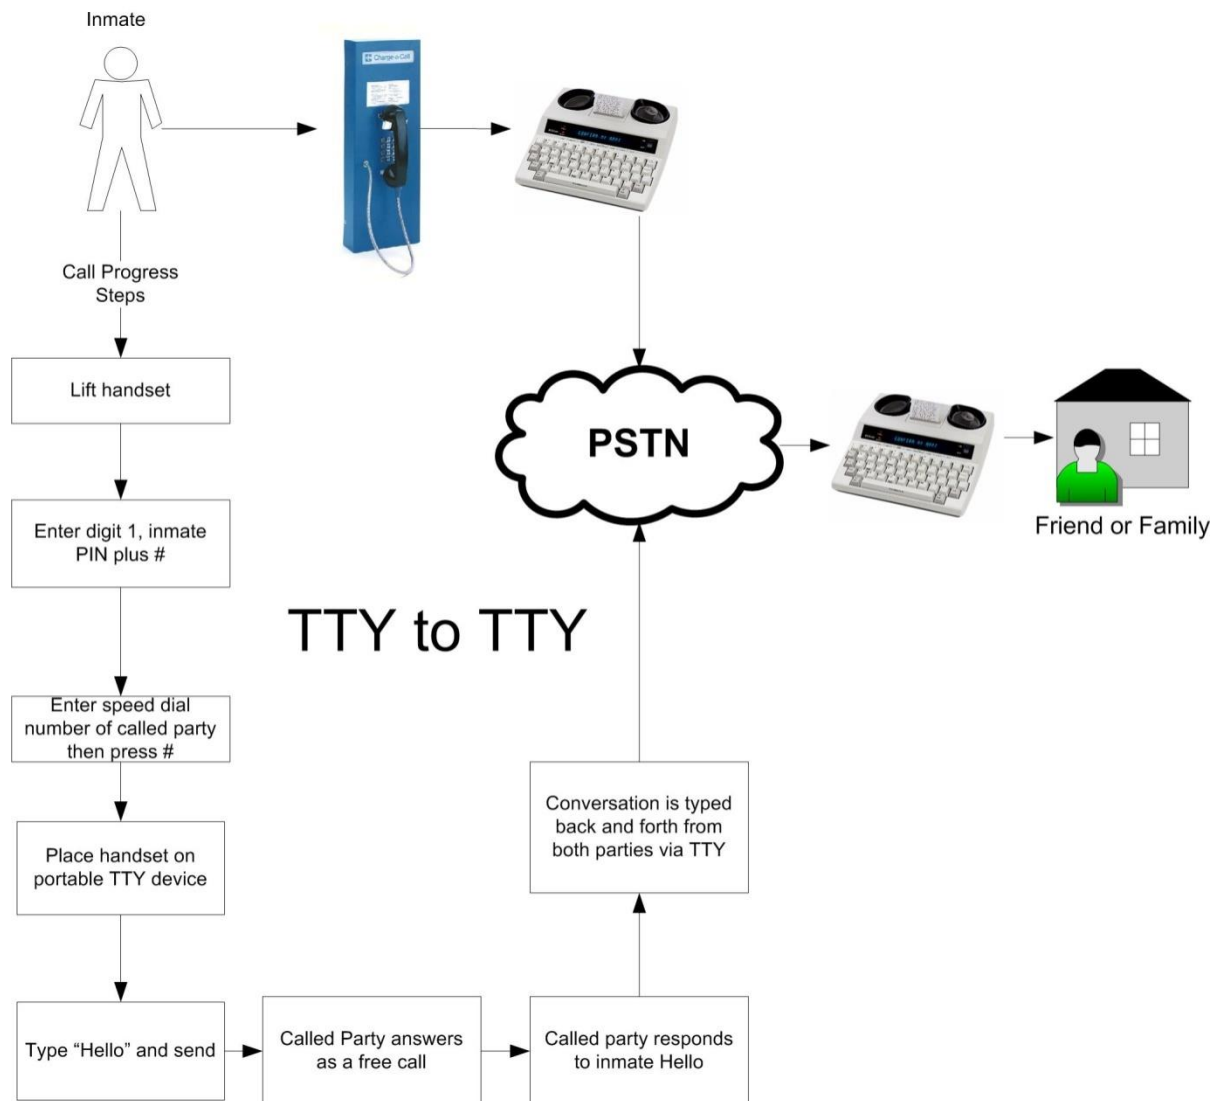 Inmate
Charge-a-Call
Call Progress
Steps
Lift handset
PSTN
Friend or Family
Enter digit 1, inmate
PIN plus #
TTY to TTY
Enter speed dial
number of called party
then press #
Place handset on
portable TTY device
Type “Hello” and send
Called Party answers
as a free call
Called party responds
to inmate Hello
Conversation is typed
back and forth from
both parties via TTY